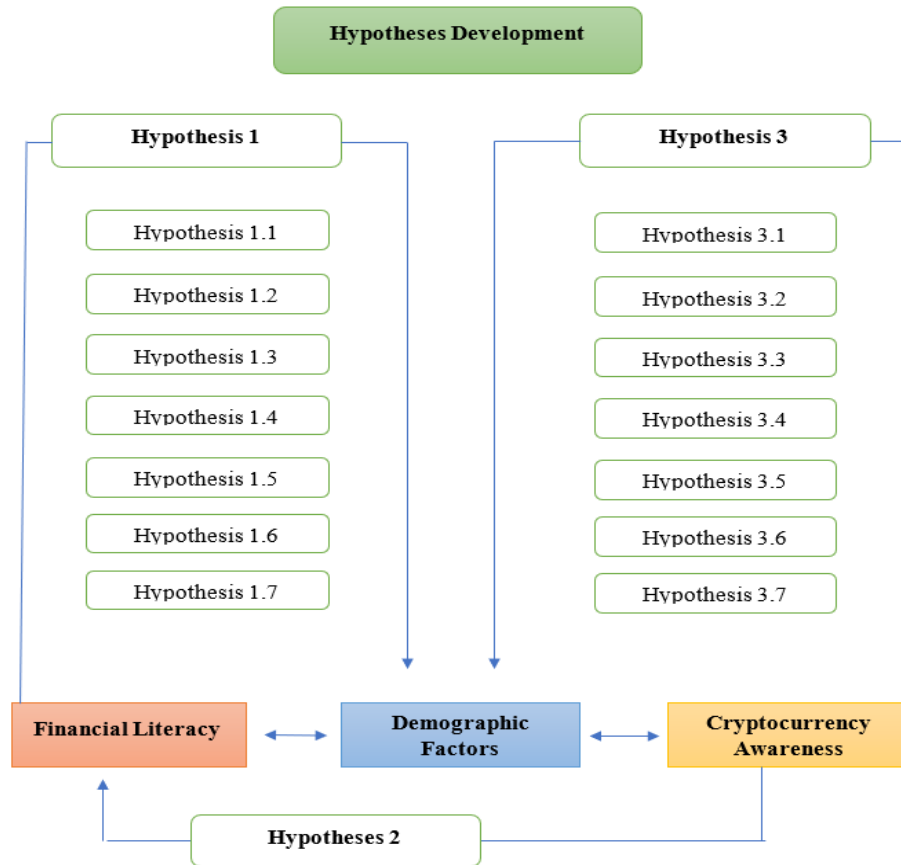 Hypotheses Development
Hypothesis 1
Hypothesis 3
Hypothesis 1.1
Hypothesis 1.2
Hypothesis 1.3
Hypothesis 1.4
Hypothesis 1.5
Hypothesis 1.6
Hypothesis 1.7
Hypothesis 3.1
Hypothesis 3.2
Hypothesis 3.3
Hypothesis 3.4
Hypothesis 3.5
Hypothesis 3.6
Hypothesis 3.7
Financial Literacy
Demographic
Factors
Cryptocurrency
Awareness
Hypotheses 2